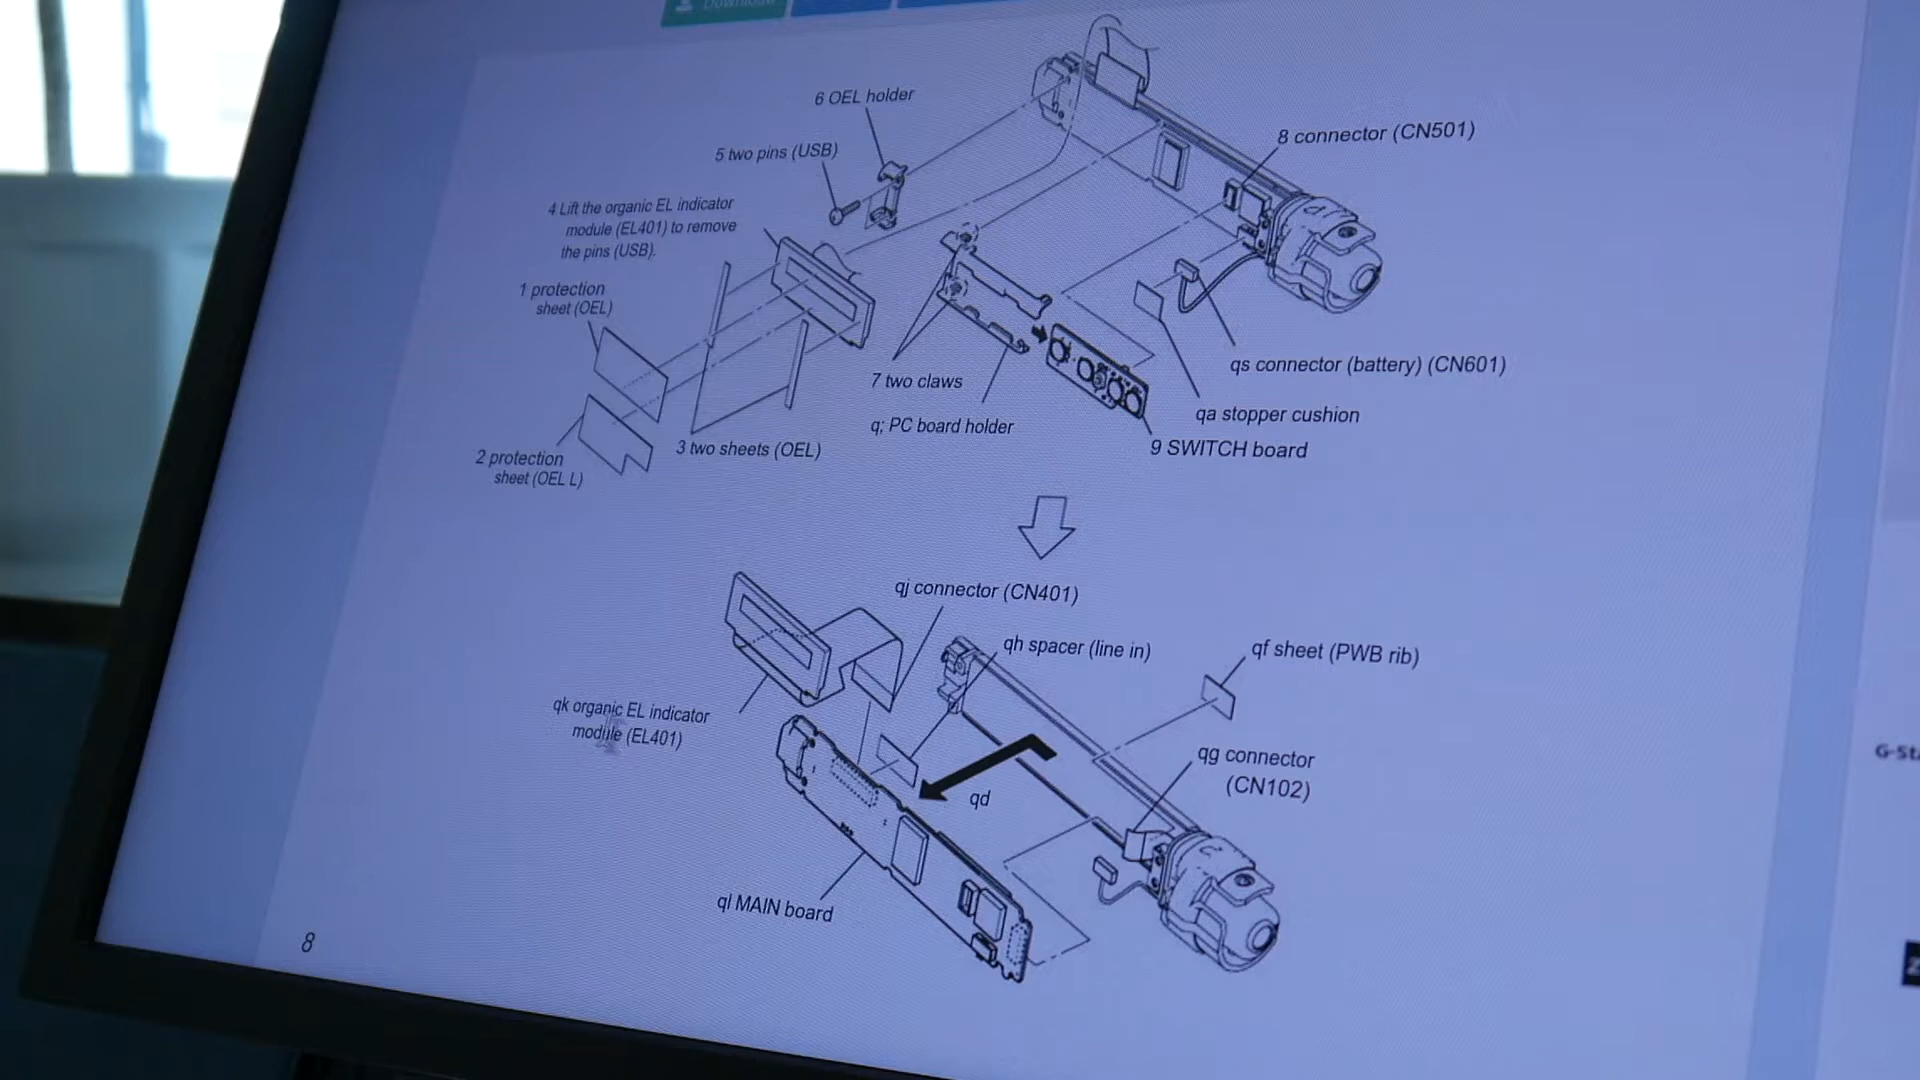 Download
6 OEL holder
8 connector (CN501)
5 two pins (USB)
4 Lift the organic EL indicator
module (EL401) to remove
the pins (USB).
1 protection
sheet (OEL)
7 two claws
qs connector (battery) (CN601)
q; PC board holder
qa stopper cushion
2 protection
sheet (OEL L)
3 two sheets (OEL)
9 SWITCH board
qj connector (CN401)
qh spacer (line in)
qf sheet (PWB rib)
qk organic EL indicator
module (EL401)
qg connector
(CN102)
qd
ql MAIN board
8